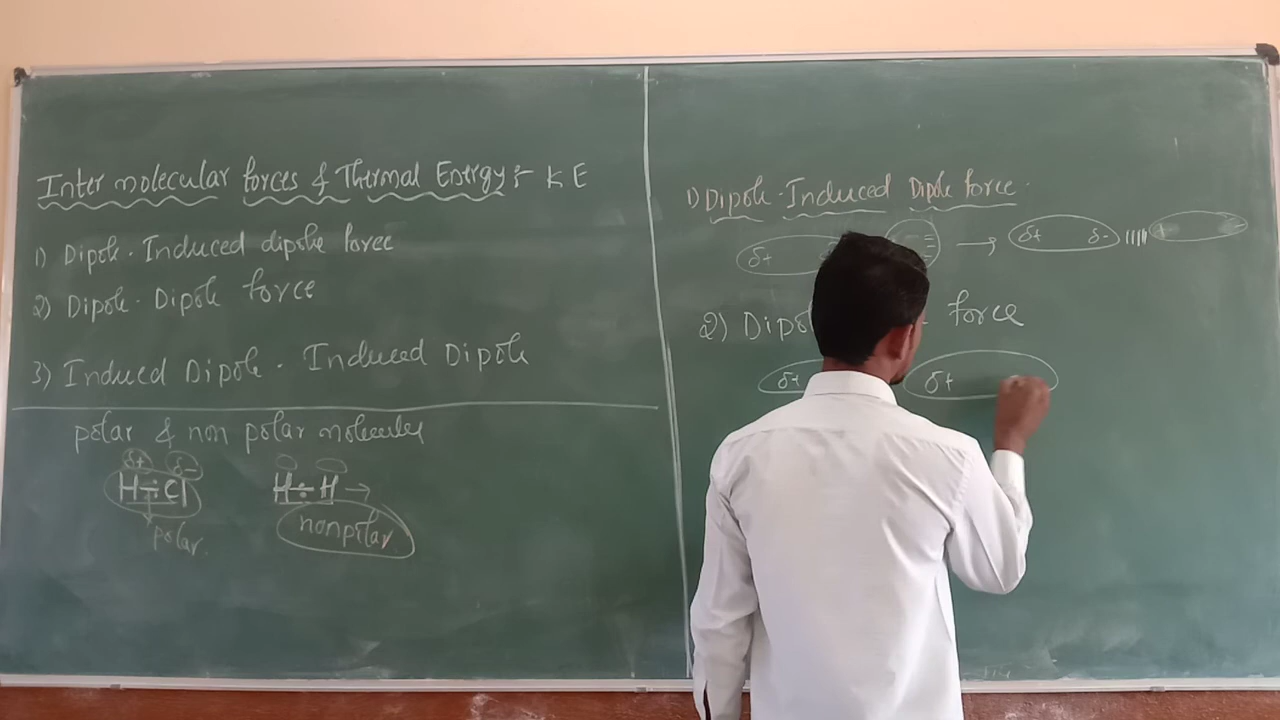 Inter molecular forces & Thermal Energy :- K E
1) Dipole - Induced dipole force
2) Dipole - Dipole force
3) Induced Dipole - Induced Dipole
polar & non polar molecules
δ+ δ-
H ÷ Cl H ÷ H →
polar. nonpolar
1) Dipole - Induced Dipole force.
δ+ → δ+ δ-
2) Dipo force
δ+ δ+